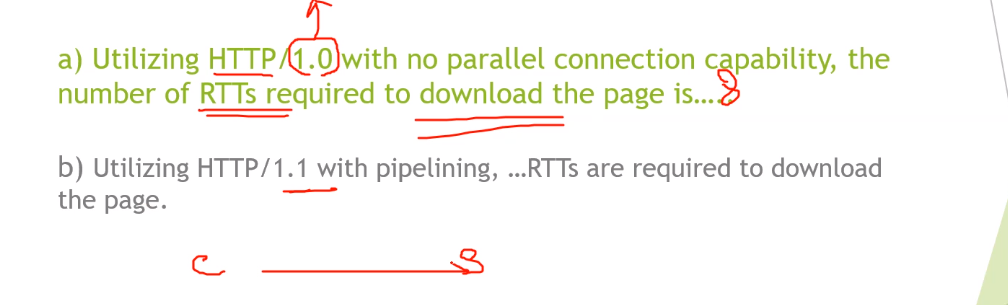 a) Utilizing HTTP/1.0 with no parallel connection capability, the
number of RTTs required to download the page is.....8
b) Utilizing HTTP/1.1 with pipelining, ...RTTs are required to download
the page.
C S